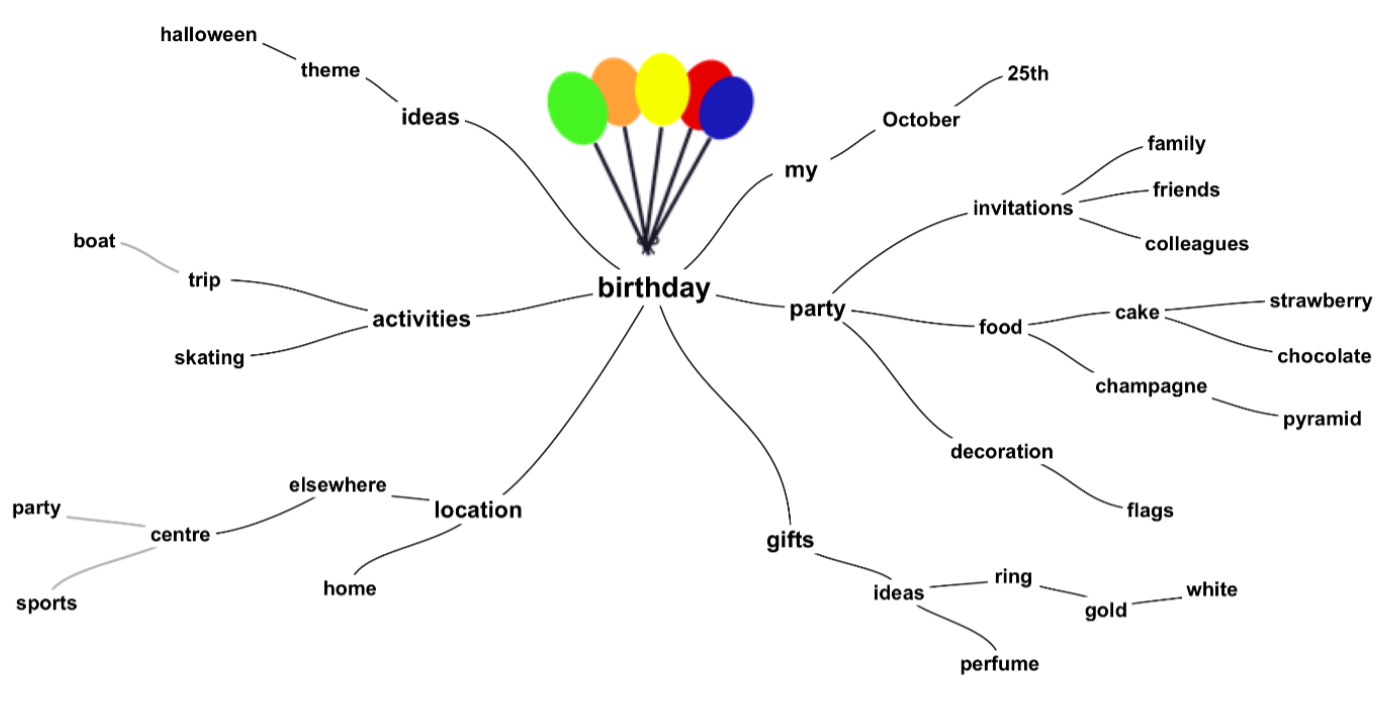 halloween
theme
ideas
25th
October
my
family
friends
invitations
colleagues
boat
trip
activities
skating
birthday
party
food
cake
strawberry
chocolate
champagne
pyramid
decoration
flags
elsewhere
location
party
centre
sports
home
gifts
ideas
ring
gold
white
perfume